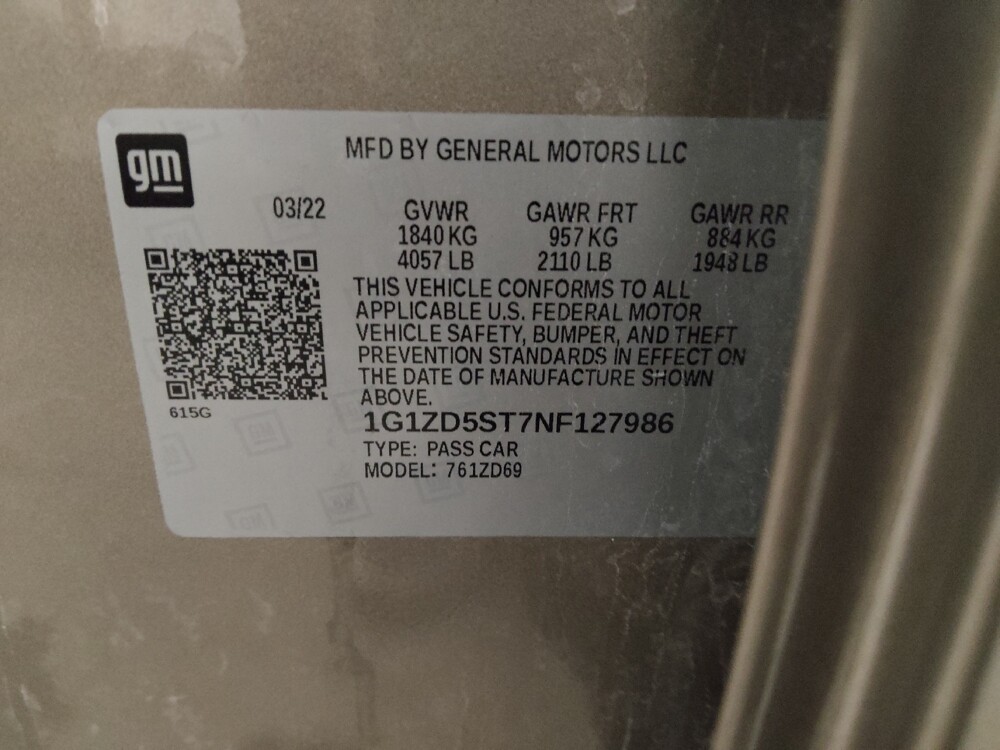 gm
MFD BY GENERAL MOTORS LLC
03/22 GVWR GAWR FRT GAWR RR
1840 KG 957 KG 884 KG
4057 LB 2110 LB 1948 LB
THIS VEHICLE CONFORMS TO ALL
APPLICABLE U.S. FEDERAL MOTOR
VEHICLE SAFETY, BUMPER, AND THEFT
PREVENTION STANDARDS IN EFFECT ON
THE DATE OF MANUFACTURE SHOWN
ABOVE.
615G
1G1ZD5ST7NF127986
TYPE: PASS CAR
MODEL: 761ZD69